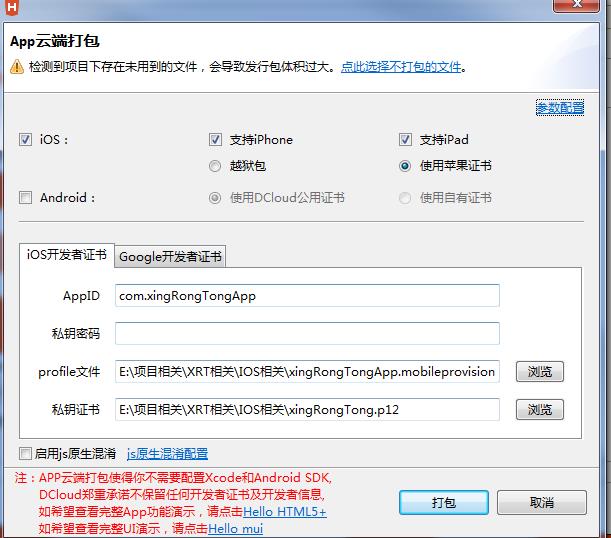 H
App云端打包
检测到项目下存在未用到的文件，会导致发行包体积过大。点此选择不打包的文件。
参数配置
iOS： 支持iPhone 支持iPad
越狱包 使用苹果证书
Android： 使用DCloud公用证书 使用自有证书
iOS开发者证书 Google开发者证书
AppID com.xingRongTongApp
私钥密码
profile文件 E:\项目相关\XRT相关\IOS相关\xingRongTongApp.mobileprovision 浏览
私钥证书 E:\项目相关\XRT相关\IOS相关\xingRongTong.p12 浏览
启用js原生混淆 js原生混淆配置
注：APP云端打包使得你不需要配置Xcode和Android SDK,
DCloud郑重承诺不保留任何开发者证书及开发者信息,
如希望查看完整App功能演示，请点击Hello HTML5+
如希望查看完整UI演示，请点击Hello mui
打包 取消